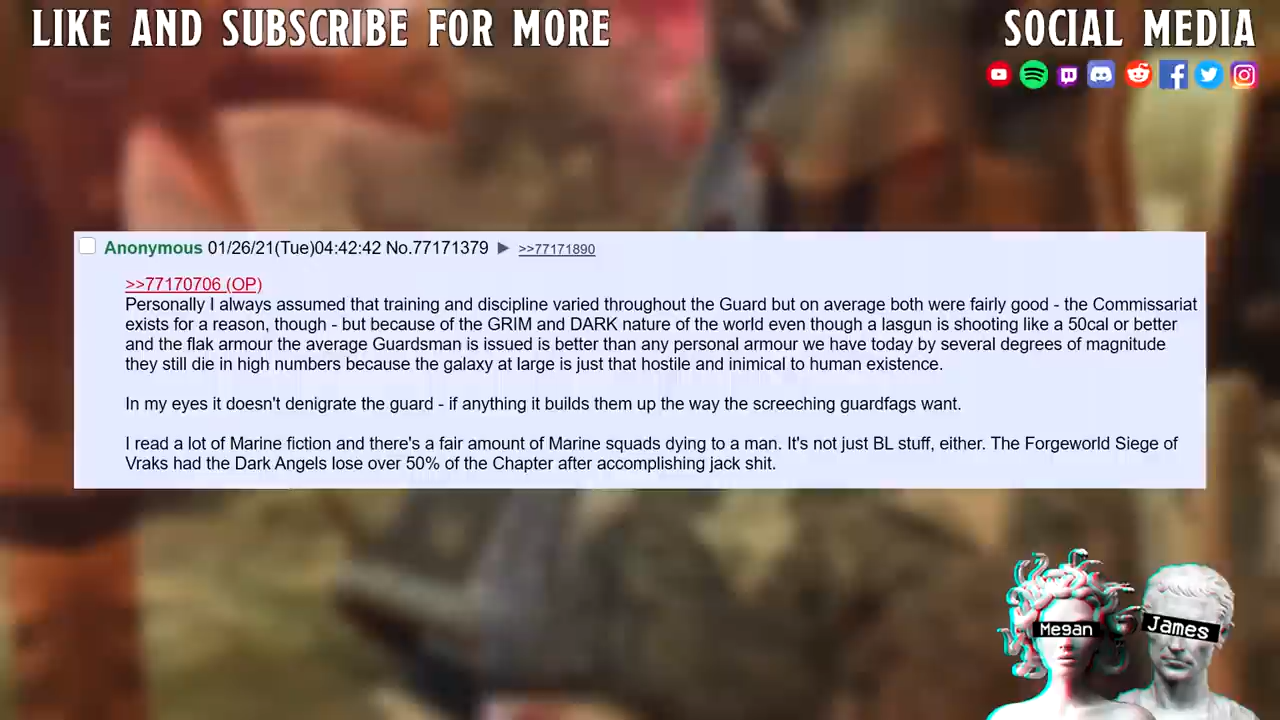 LIKE AND SUBSCRIBE FOR MORE
SOCIAL MEDIA
Anonymous 01/26/21(Tue)04:42:42 No.77171379 ▶ >>77171890
>>77170706 (OP)
Personally I always assumed that training and discipline varied throughout the Guard but on average both were fairly good - the Commissariat
exists for a reason, though - but because of the GRIM and DARK nature of the world even though a lasgun is shooting like a 50cal or better
and the flak armour the average Guardsman is issued is better than any personal armour we have today by several degrees of magnitude
they still die in high numbers because the galaxy at large is just that hostile and inimical to human existence.
In my eyes it doesn't denigrate the guard - if anything it builds them up the way the screeching guardfags want.
I read a lot of Marine fiction and there's a fair amount of Marine squads dying to a man. It's not just BL stuff, either. The Forgeworld Siege of
Vraks had the Dark Angels lose over 50% of the Chapter after accomplishing jack shit.
Megan
James